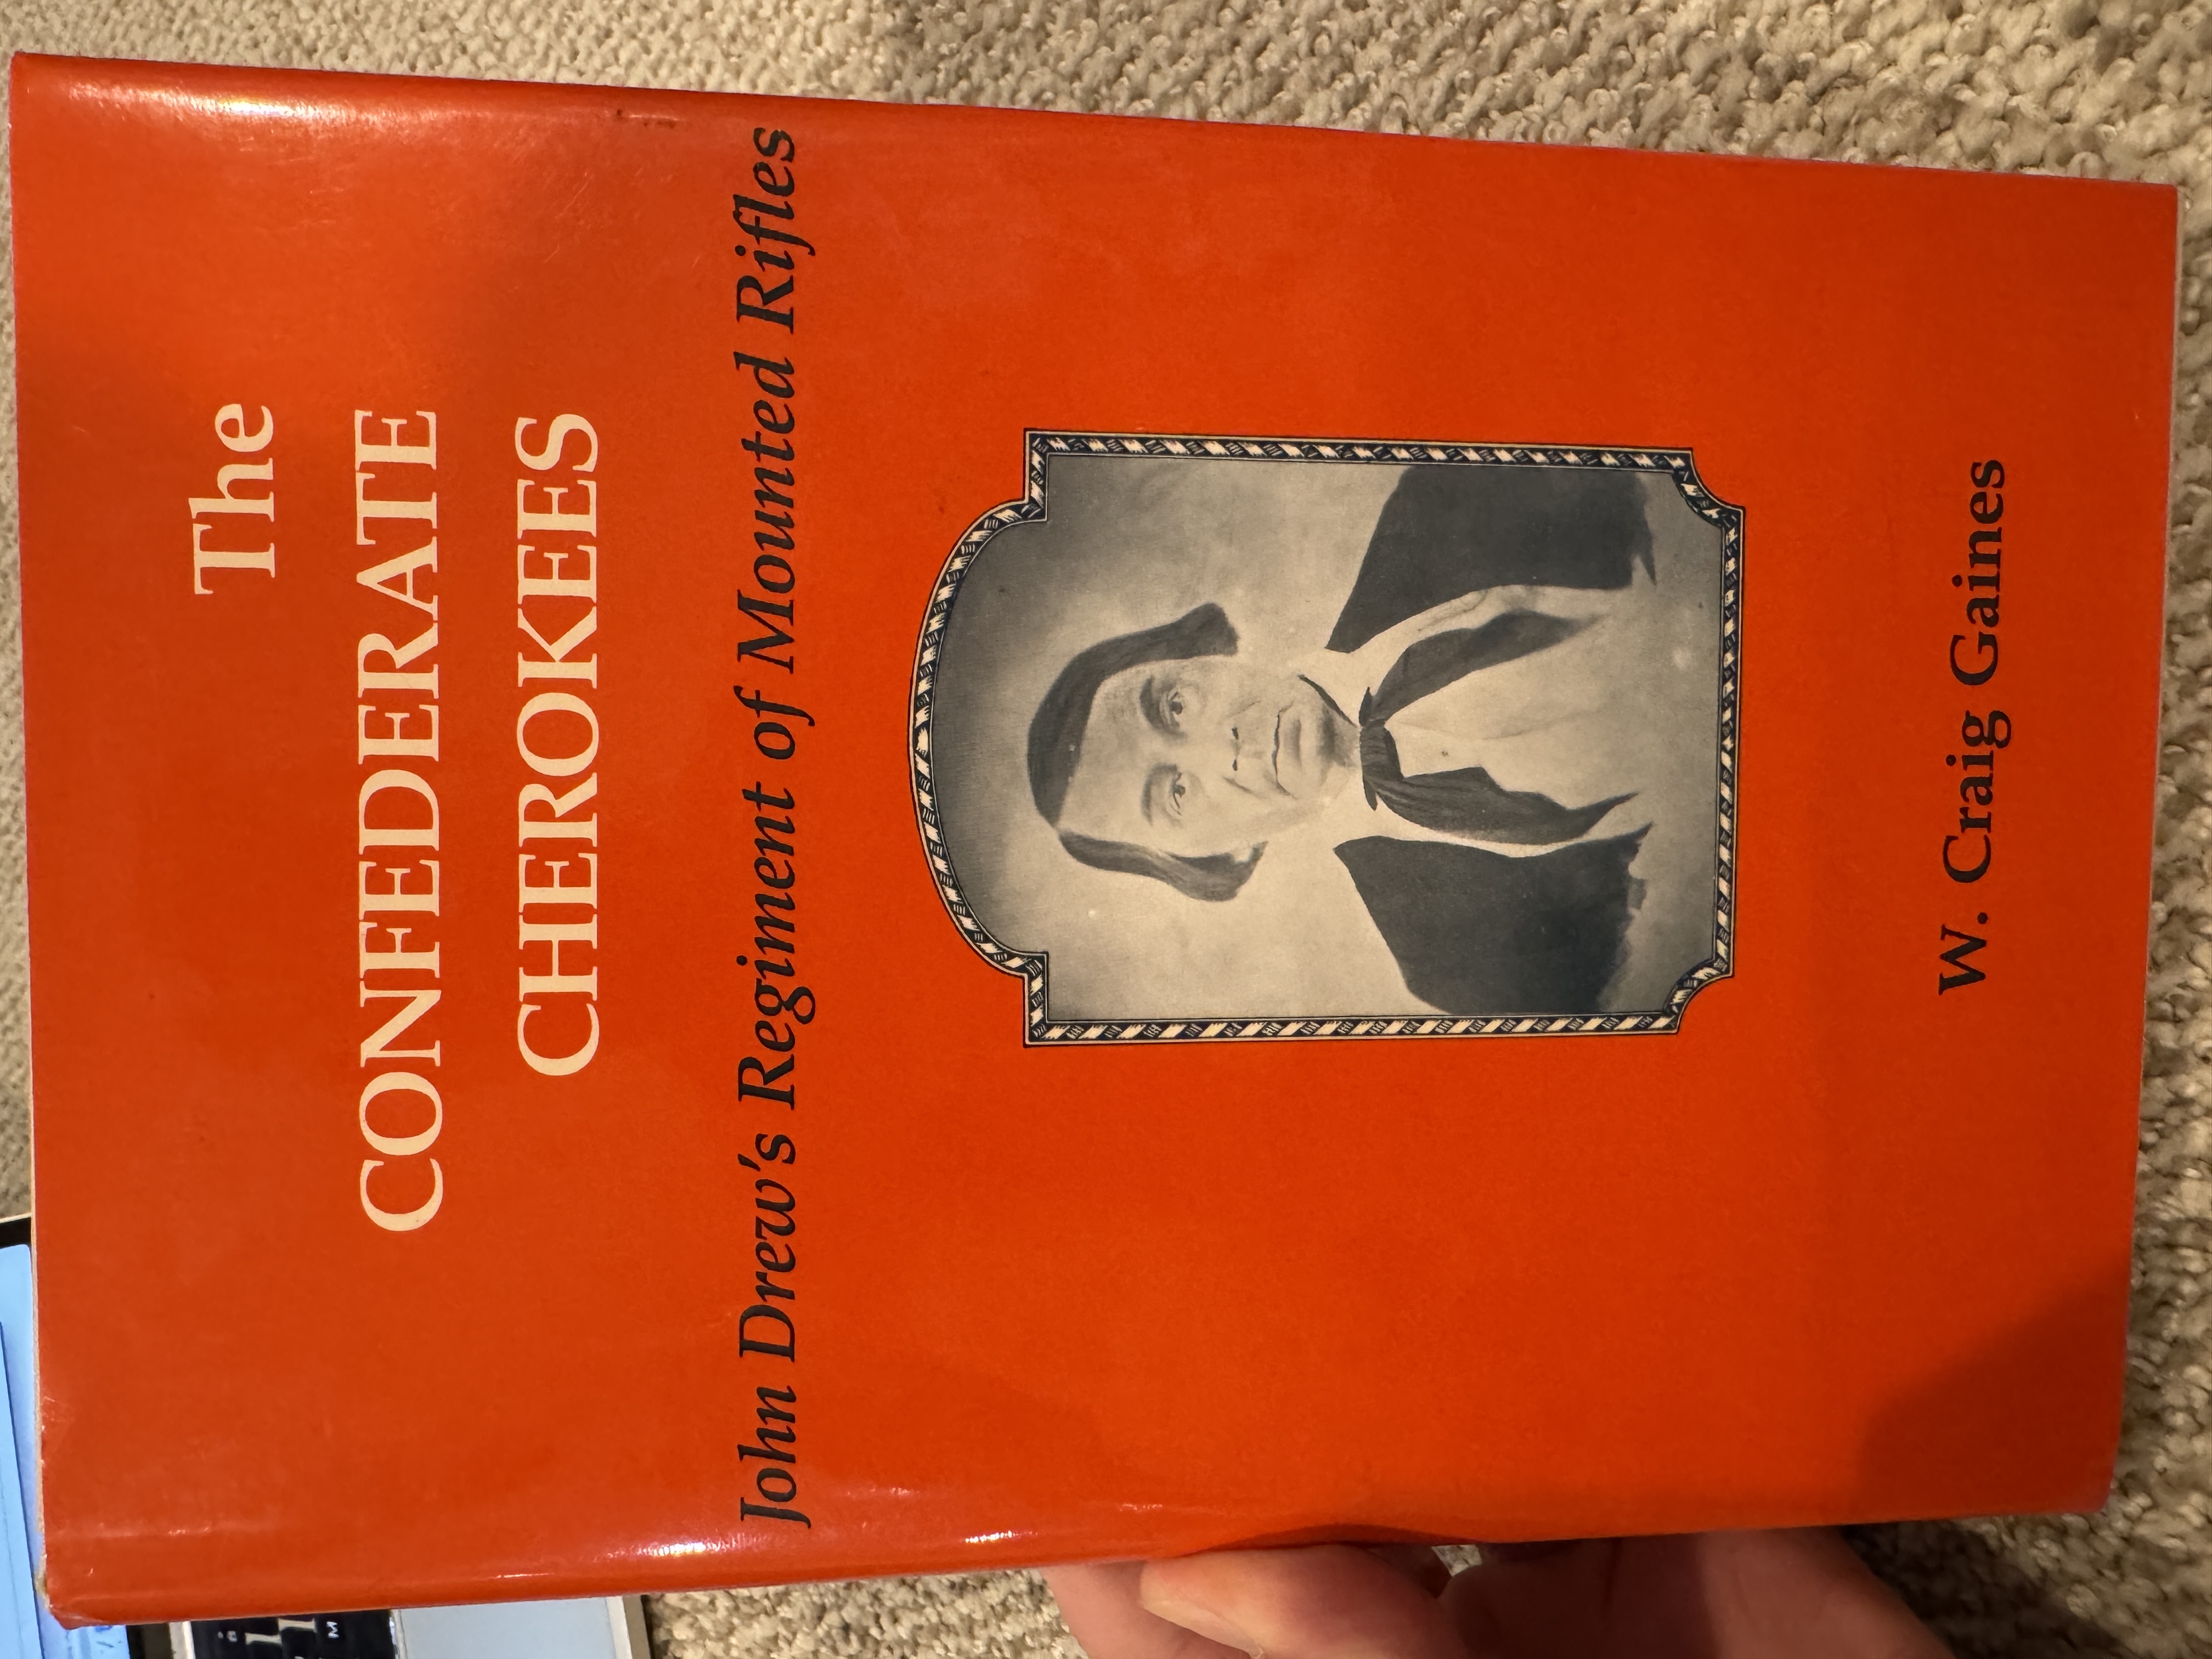 The
CONFEDERATE
CHEROKEES
John Drew's Regiment of Mounted Rifles
W. Craig Gaines